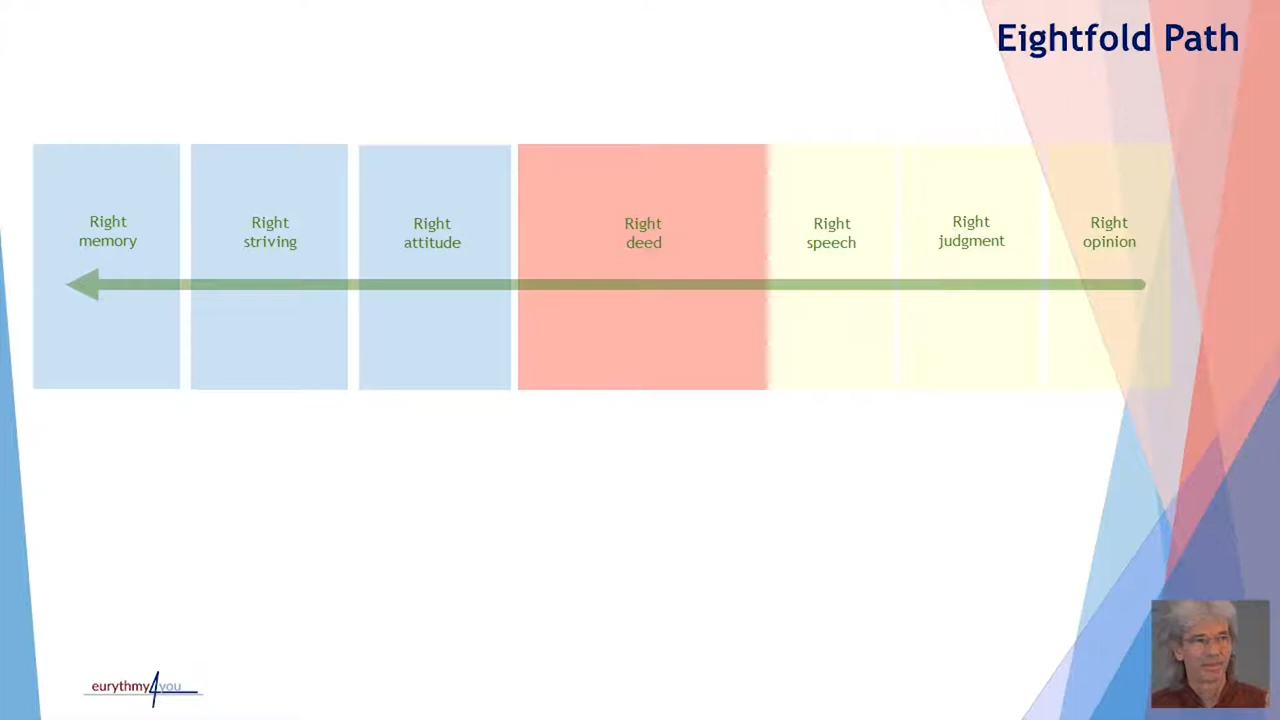 Eightfold Path
Right
memory
Right
striving
Right
attitude
Right
deed
Right
speech
Right
judgment
Right
opinion
eurythmy4you